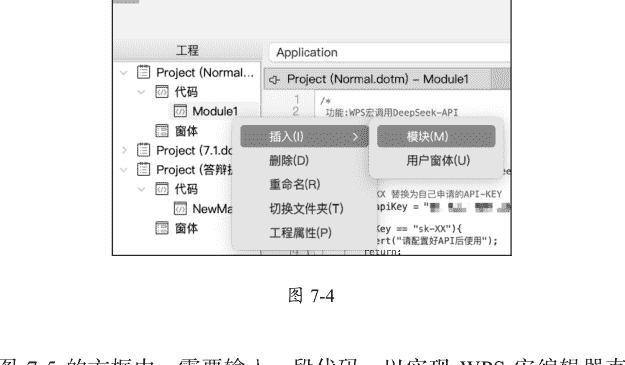 工程
Application
Project (Normal...
Project (Normal.dotm) – Module1
代码
1
/*
2
功能:WPS宏调用DeepSeek-API
Module1
窗体
插入(I)
模块(M)
Project (7.1.do
删除(D)
用户窗体(U)
Project (答辩
代码
重命名(R)
XX 替换为自己申请的API-KEY
NewMa
切换文件夹(T)
apiKey = "
窗体
工程属性(P)
Key == "sk-XX"){
ert("请配置好API后使用");
return;
图 7-4
图 7-5 的方框中，需要输入一段代码，以实现 WPS 宏编辑器直